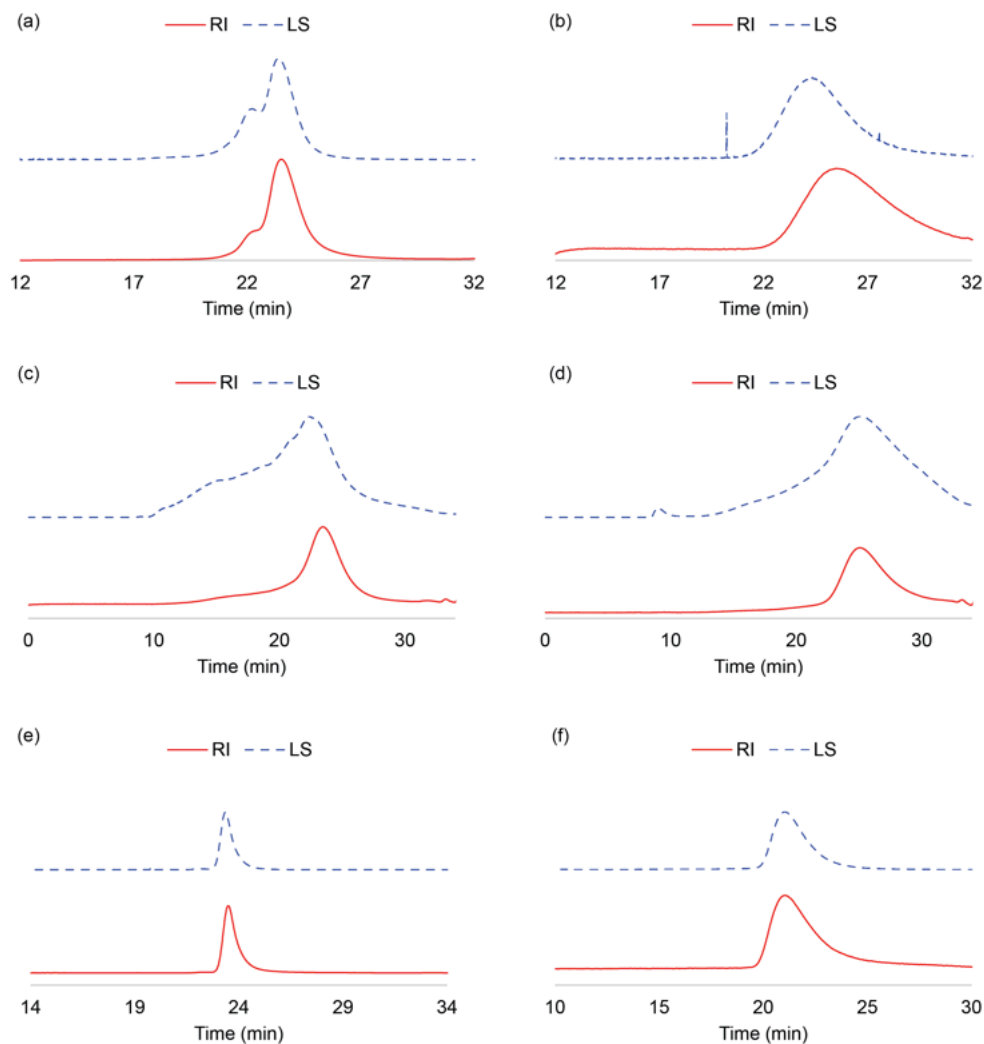 (a)
RI LS
12 17 22 27 32
Time (min)
(b)
RI LS
12 17 22 27 32
Time (min)
(c)
RI LS
0 10 20 30
Time (min)
(d)
RI LS
0 10 20 30
Time (min)
(e)
RI LS
14 19 24 29 34
Time (min)
(f)
RI LS
10 15 20 25 30
Time (min)